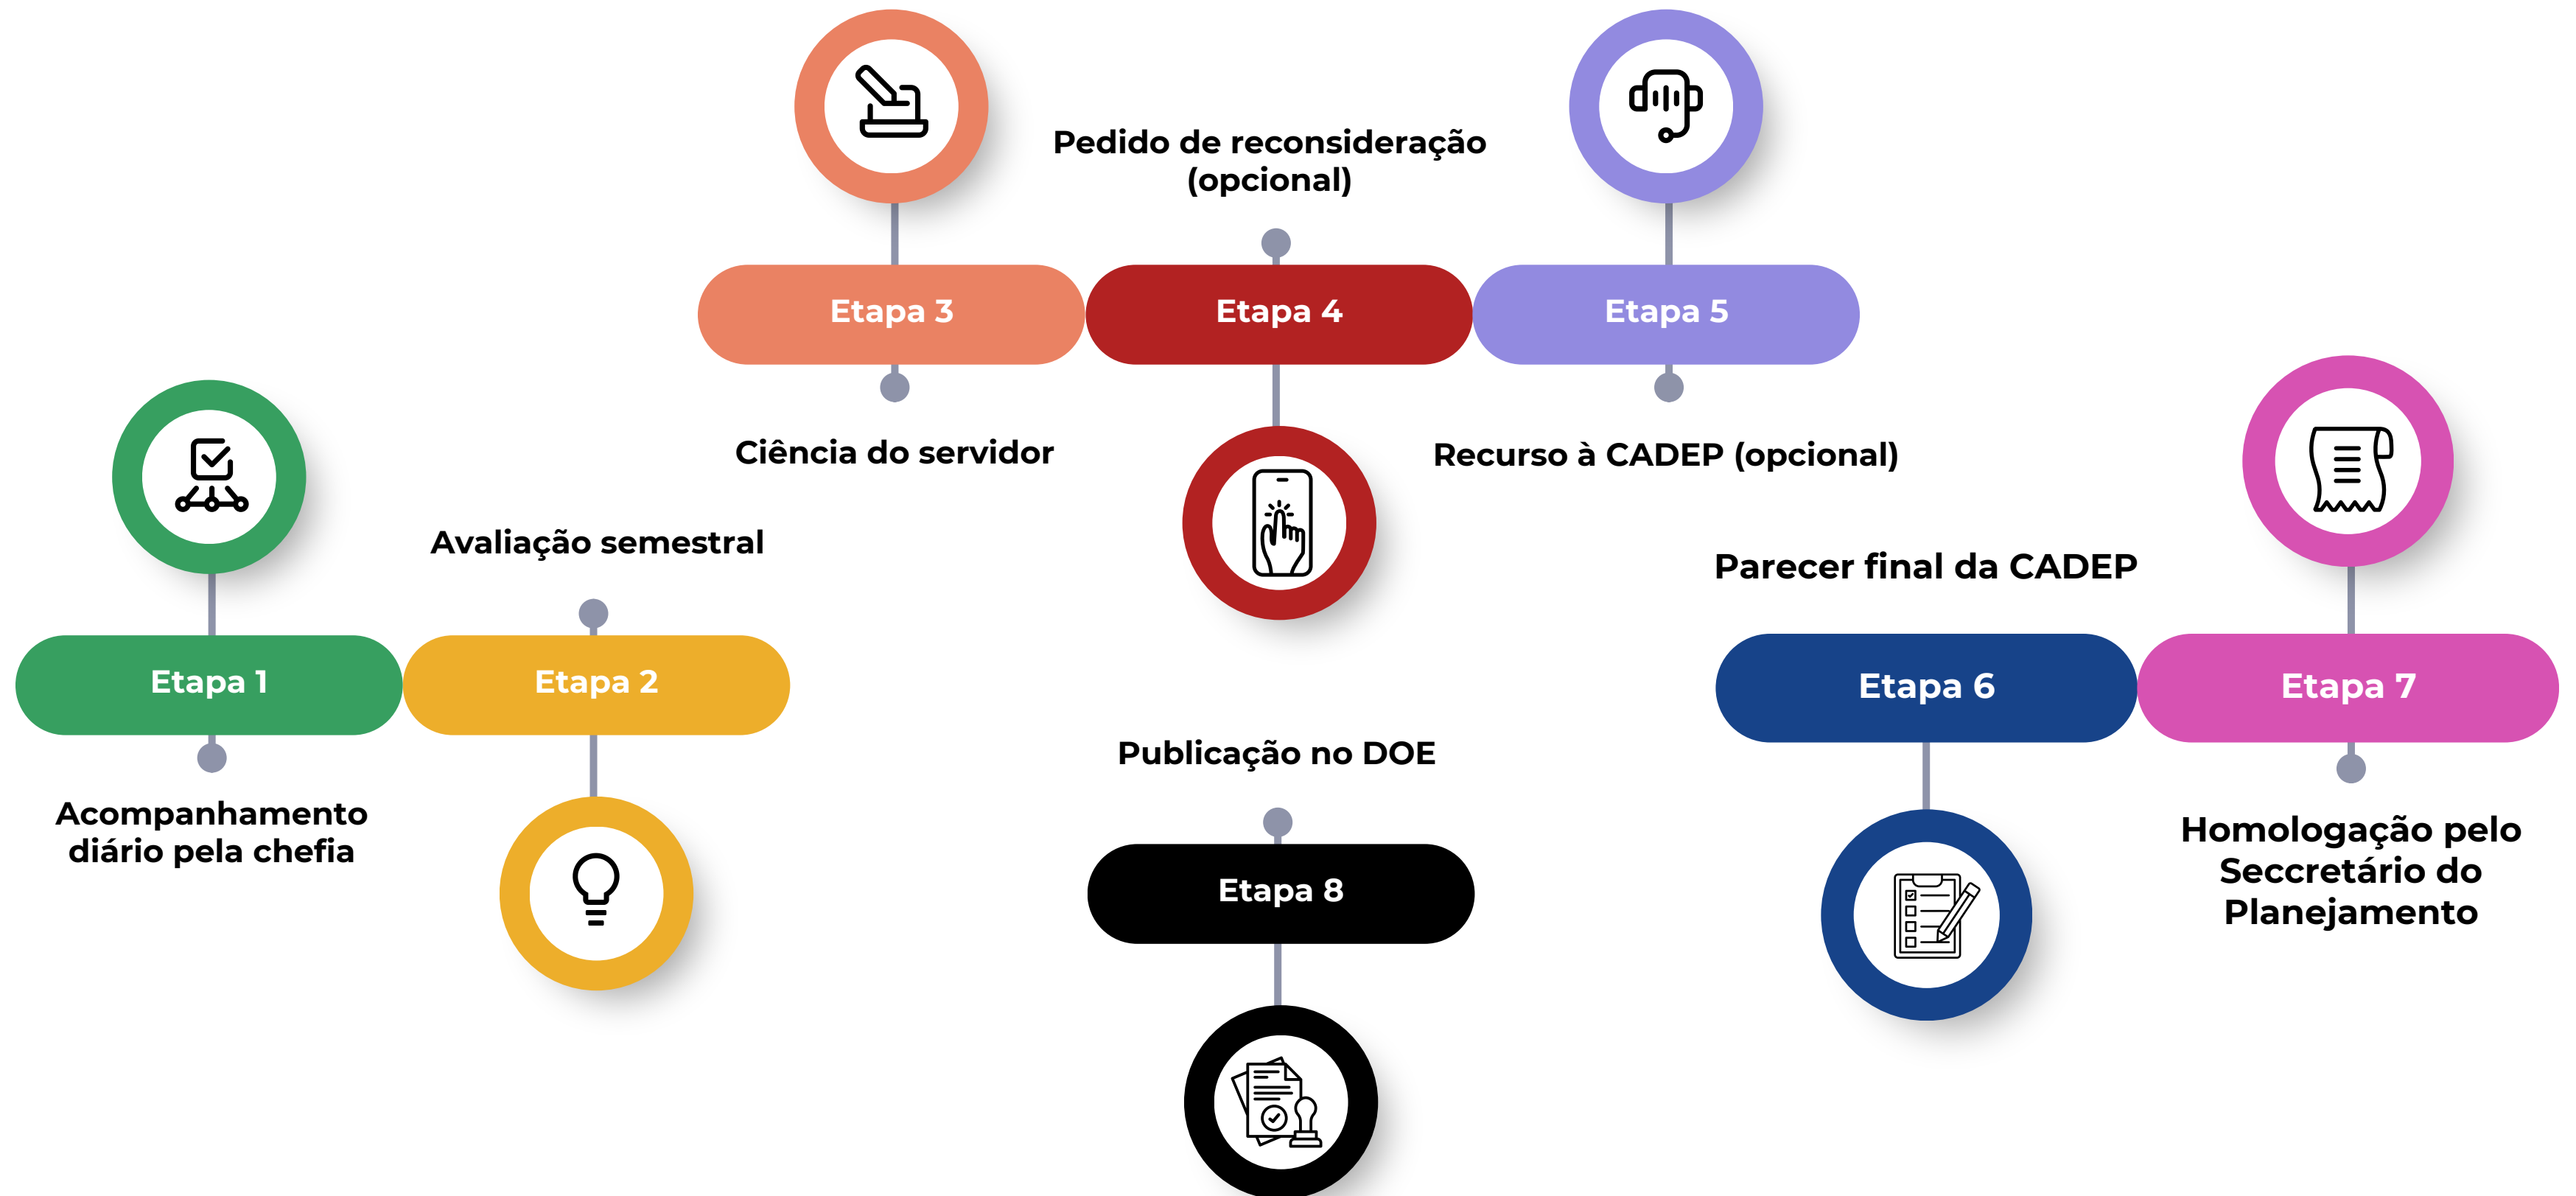 Etapa 1
Acompanhamento
diário pela chefia
Avaliação semestral
Etapa 2
Etapa 3
Ciência do servidor
Pedido de reconsideração
(opcional)
Etapa 4
Etapa 5
Recurso à CADEP (opcional)
Parecer final da CADEP
Etapa 6
Etapa 7
Homologação pelo
Seccretário do
Planejamento
Publicação no DOE
Etapa 8